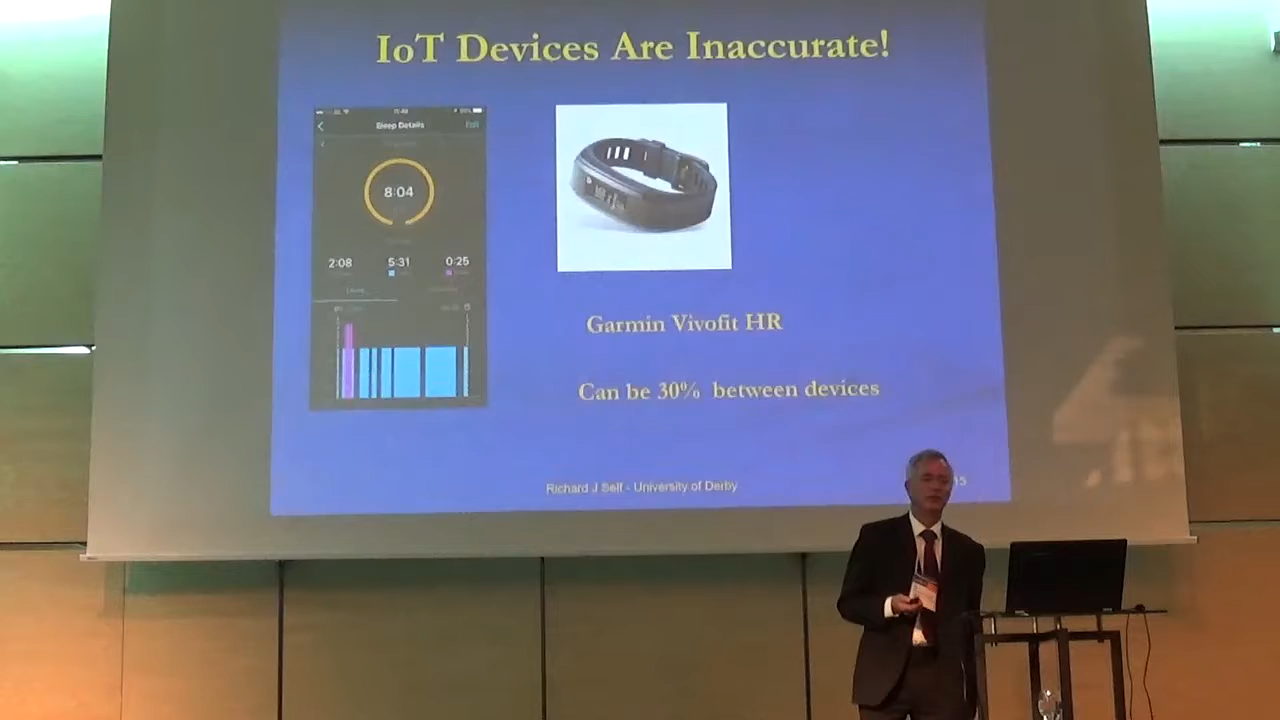 IoT Devices Are Inaccurate!
Sleep Details
Edit
8:04
2:08 5:31 0:25
Garmin Vivofit HR
Can be 30% between devices
Richard J Self - University of Derby